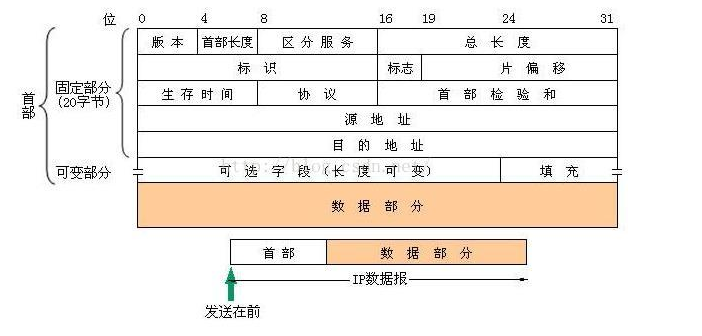 位 0 4 8 16 19 24 31
版本 首部长度 区分服务 总长度
标识 标志 片偏移
生存时间 协议 首部检验和
源地址
目的地址
可选字段（长度可变） 填充
数据部分
首部
固定部分
(20字节)
可变部分
http://blog.csdn.net/
首部 数据部分
IP数据报
发送在前